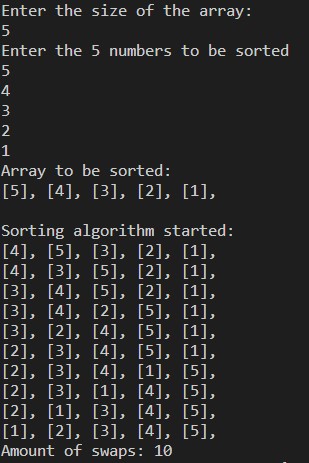 Enter the size of the array:
5
Enter the 5 numbers to be sorted
5
4
3
2
1
Array to be sorted:
[5], [4], [3], [2], [1],
Sorting algorithm started:
[4], [5], [3], [2], [1],
[4], [3], [5], [2], [1],
[3], [4], [5], [2], [1],
[3], [4], [2], [5], [1],
[3], [2], [4], [5], [1],
[2], [3], [4], [5], [1],
[2], [3], [4], [1], [5],
[2], [3], [1], [4], [5],
[2], [1], [3], [4], [5],
[1], [2], [3], [4], [5],
Amount of swaps: 10